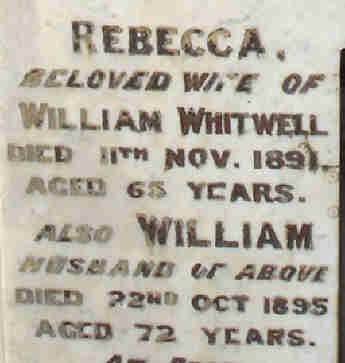 REBECCA.
BELOVED WIFE OF
WILLIAM WHITWELL
DIED 11TH NOV. 1891.
AGED 65 YEARS.
ALSO WILLIAM
HUSBAND OF ABOVE
DIED 22ND OCT 1895
AGED 72 YEARS.